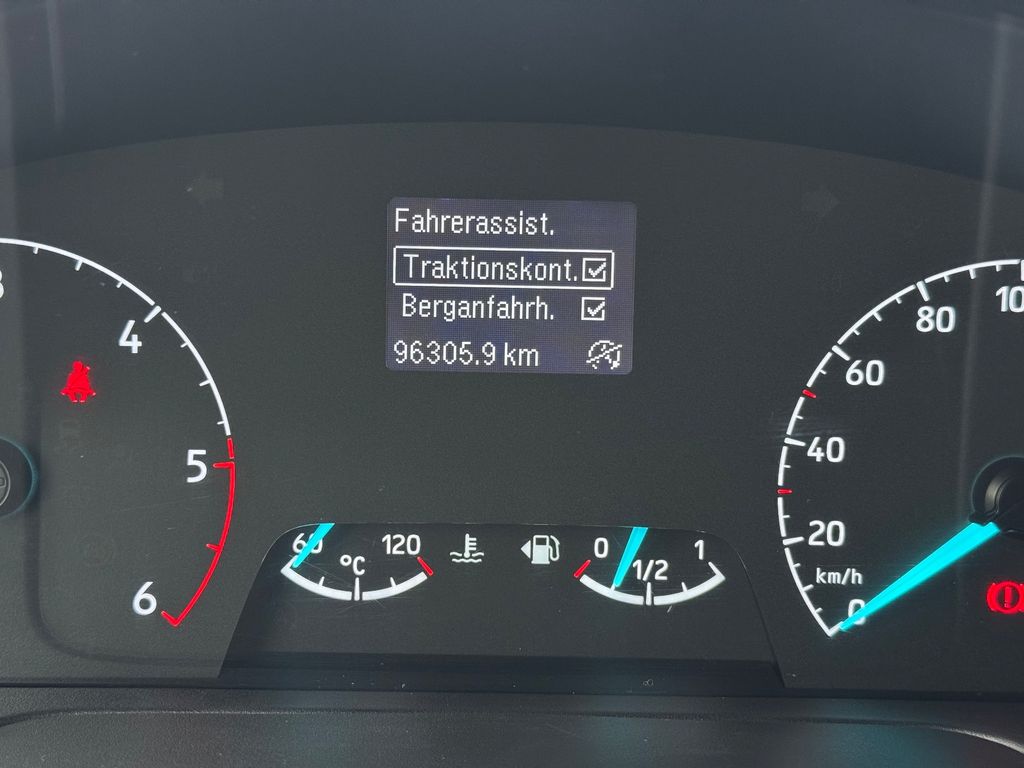 Fahrerassist.
Traktionskont.
Berganfahrh.
96305.9 km
4
5
6
60
120
°C
0
1/2
1
80
60
40
20
km/h
0